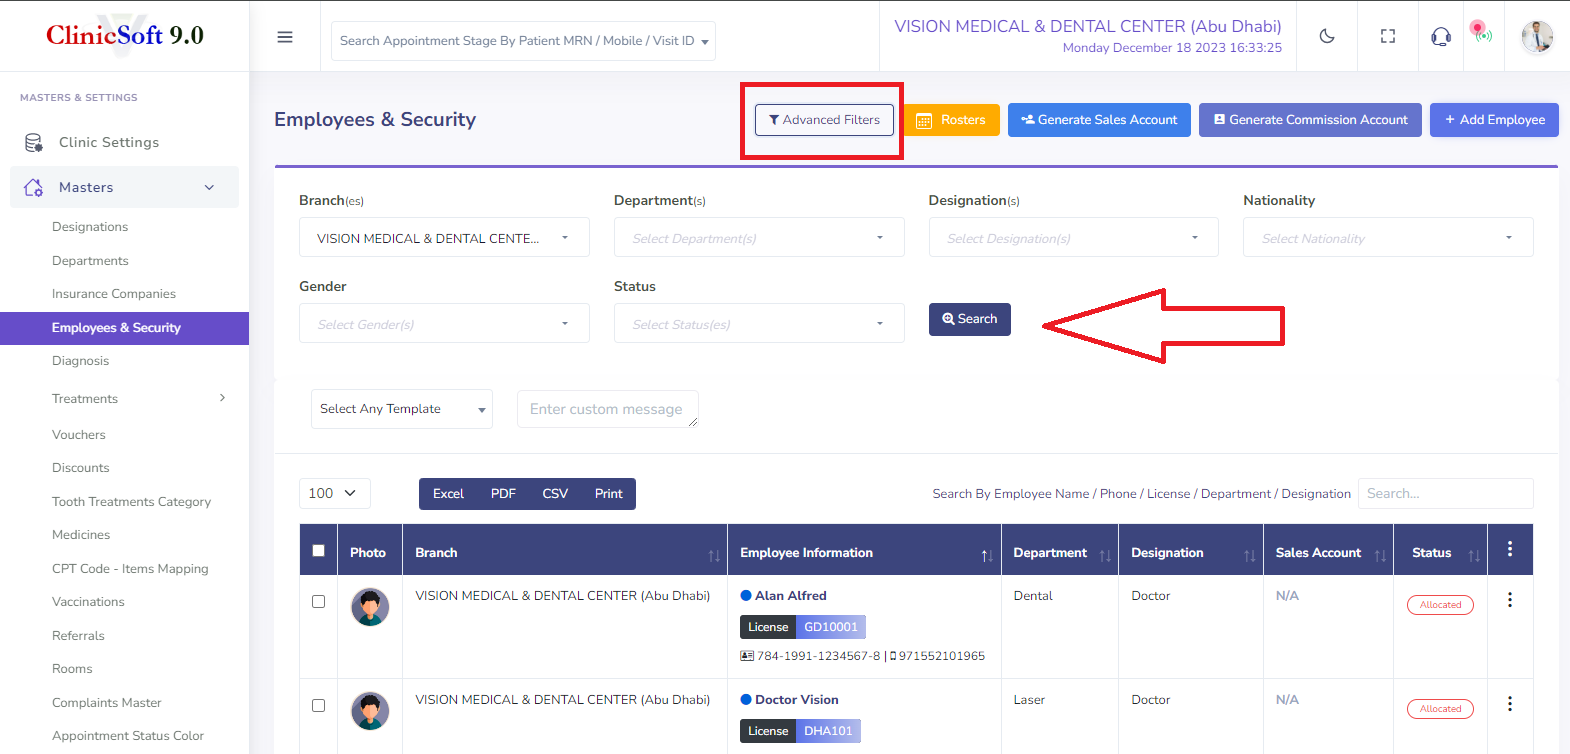 ClinicSoft 9.0
Search Appointment Stage By Patient MRN / Mobile / Visit ID
VISION MEDICAL & DENTAL CENTER (Abu Dhabi)
Monday December 18 2023 16:33:25
MASTERS & SETTINGS
Clinic Settings
Masters
Designations
Departments
Insurance Companies
Employees & Security
Diagnosis
Treatments
Vouchers
Discounts
Tooth Treatments Category
Medicines
CPT Code - Items Mapping
Vaccinations
Referrals
Rooms
Complaints Master
Appointment Status Color
Employees & Security
Advanced Filters
Rosters
Generate Sales Account
Generate Commission Account
+ Add Employee
Branch(es)
Department(s)
Designation(s)
Nationality
VISION MEDICAL & DENTAL CENTE...
Select Department(s)
Select Designation(s)
Select Nationality
Gender
Status
Select Gender(s)
Select Status(es)
Search
Select Any Template
Enter custom message
100
Excel PDF CSV Print
Search By Employee Name / Phone / License / Department / Designation
Search...
Photo Branch Employee Information Department Designation Sales Account Status
VISION MEDICAL & DENTAL CENTER (Abu Dhabi)
Alan Alfred
License GD10001
784-1991-1234567-8 | 971552101965
Dental
Doctor
N/A
Allocated
VISION MEDICAL & DENTAL CENTER (Abu Dhabi)
Doctor Vision
License DHA101
Laser
Doctor
N/A
Allocated